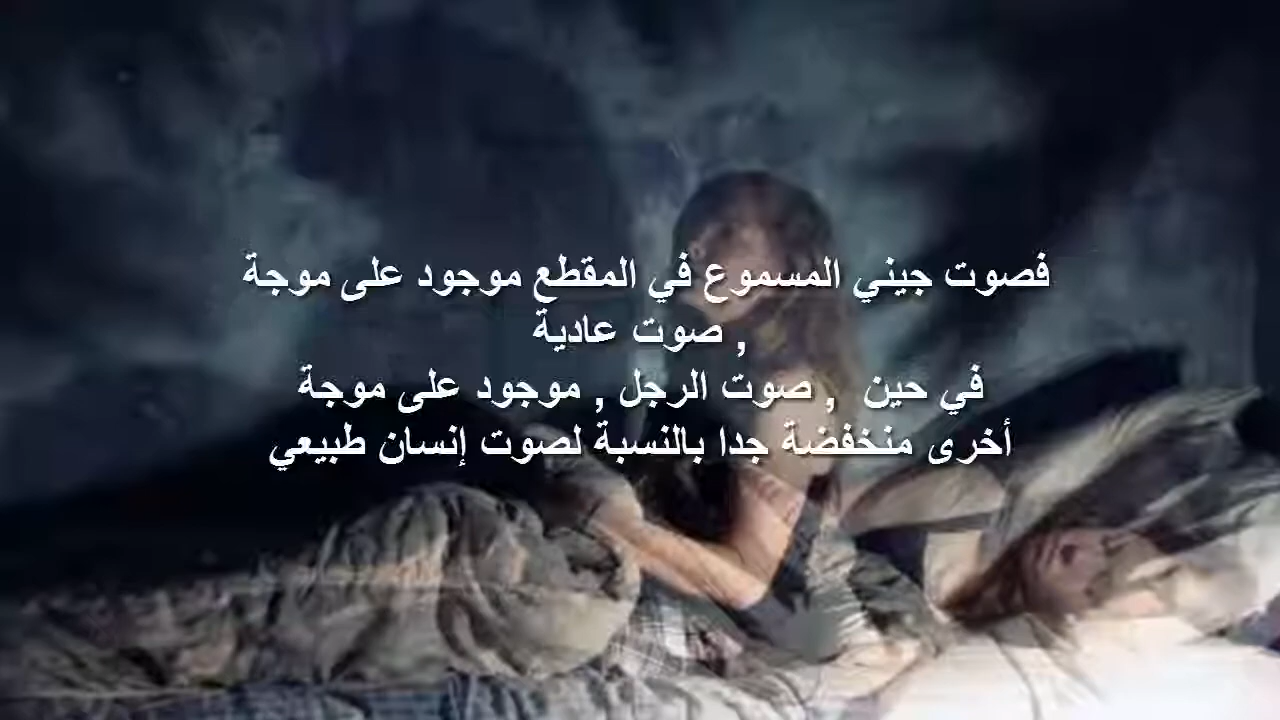 فصوت جيني المسموع في المقطع موجود على موجة
صوت عادية ,
في حين , صوت الرجل , موجود على موجة
أخرى منخفضة جدا بالنسبة لصوت إنسان طبيعي